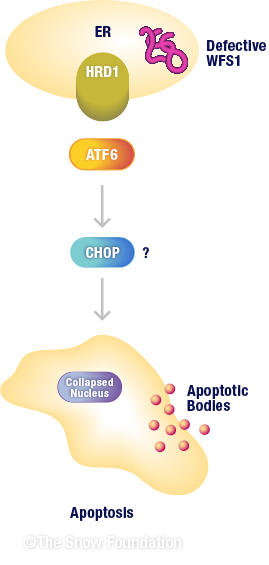 ER
Defective
WFS1
HRD1
ATF6
CHOP ?
Collapsed
Nucleus
Apoptotic
Bodies
Apoptosis
©The Snow Foundation